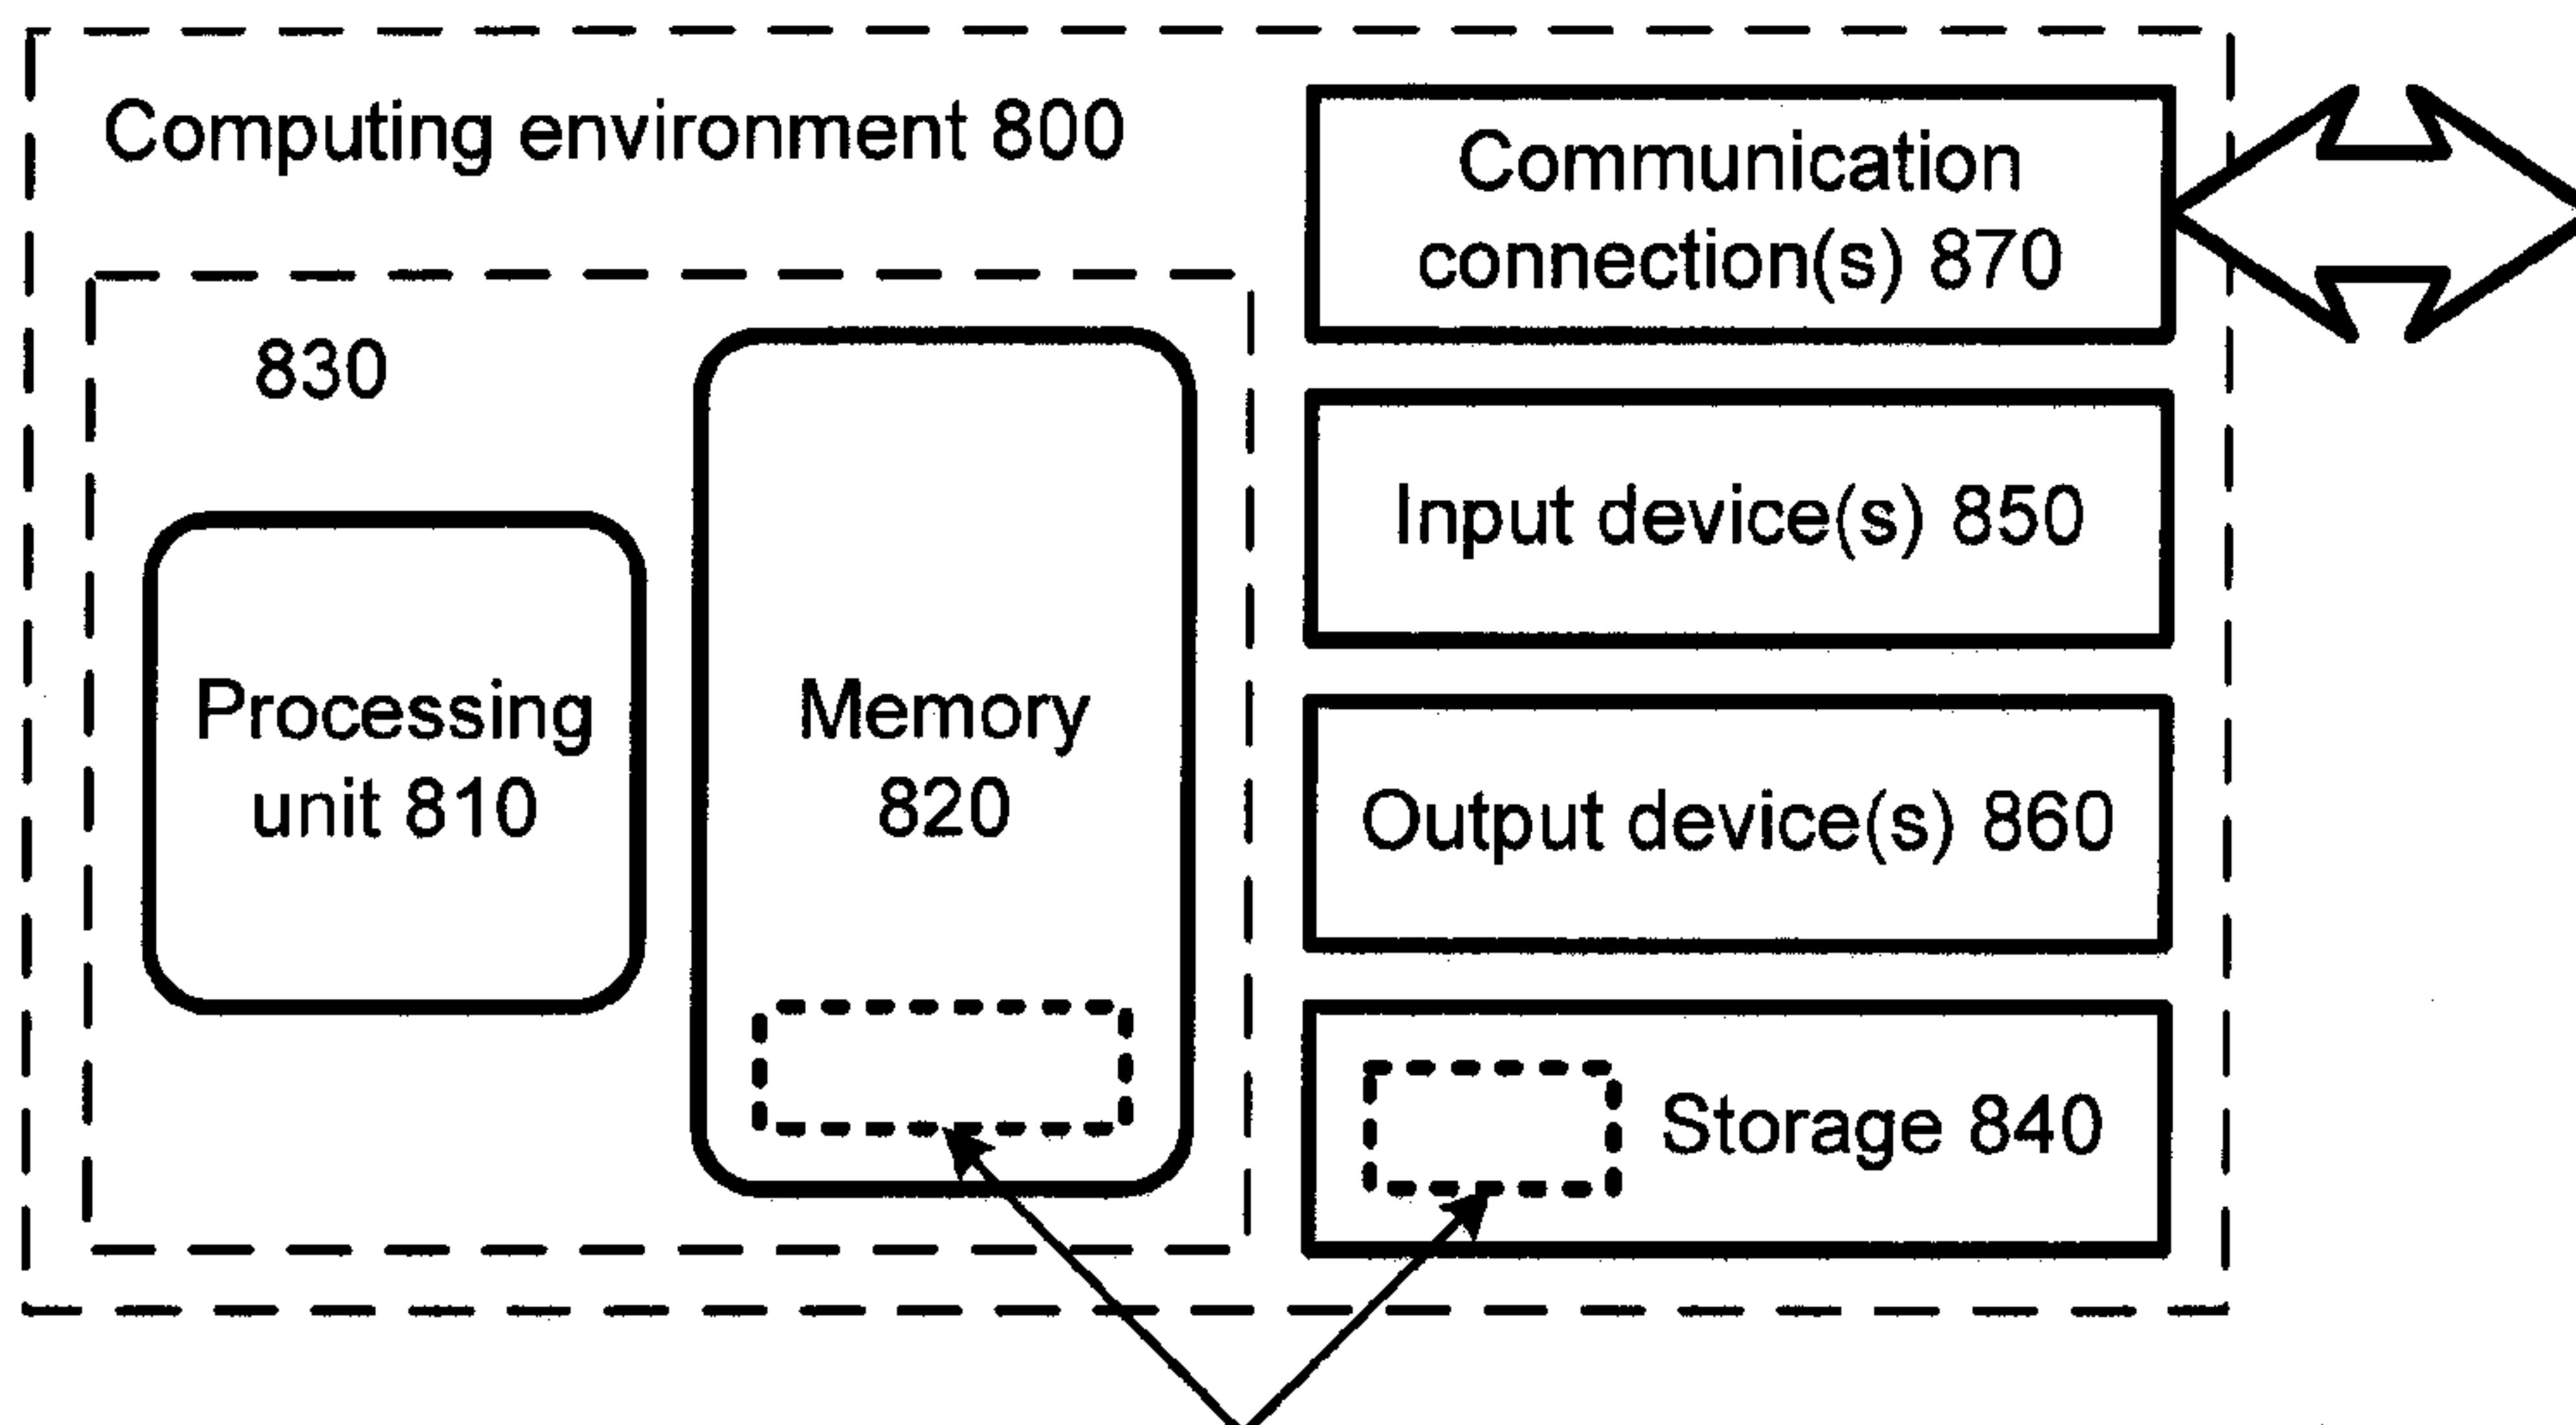 Computing environment 800
Communication
connection(s) 870
830
Input device(s) 850
Processing
unit 810
Memory
820
Output device(s) 860
Storage 840